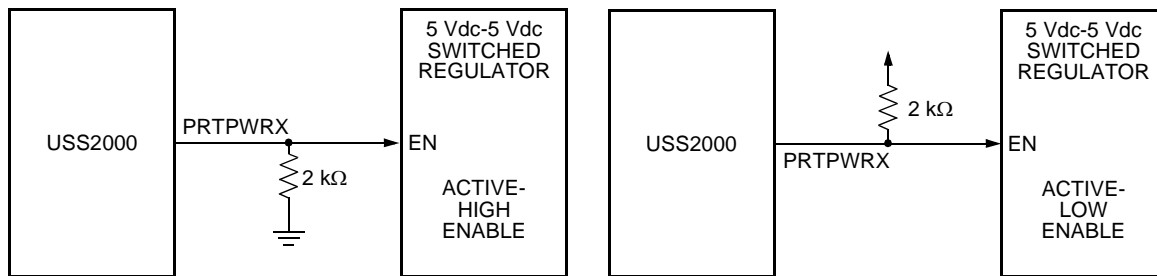 5 Vdc-5 Vdc
SWITCHED
REGULATOR
USS2000
PRTPWRX
EN
2 kΩ
ACTIVE-
HIGH
ENABLE
5 Vdc-5 Vdc
SWITCHED
REGULATOR
2 kΩ
USS2000
PRTPWRX
EN
ACTIVE-
LOW
ENABLE